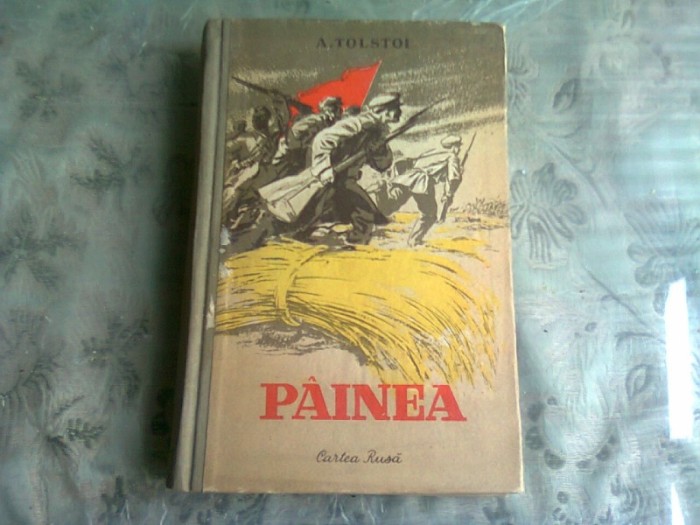 A. TOLSTOI
PÂINEA
Cartea Rusă